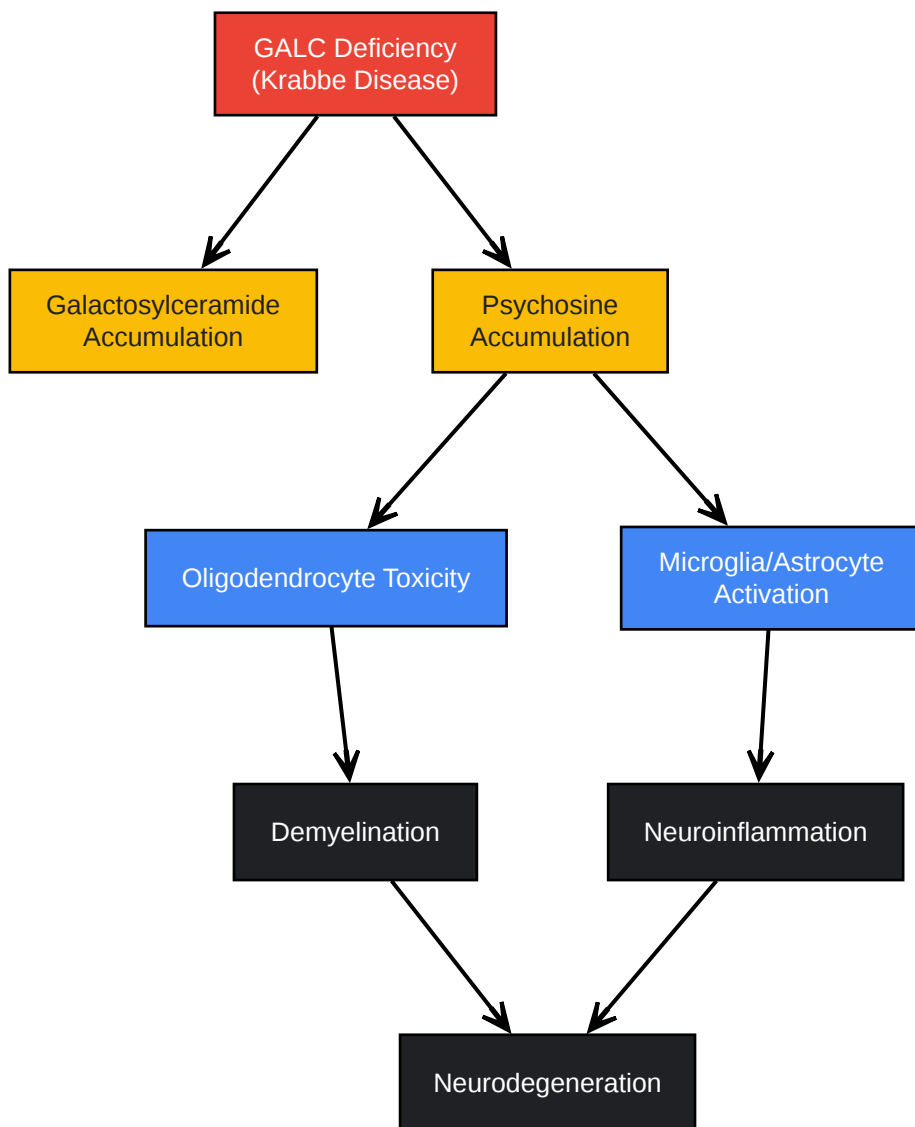 GALC Deficiency
(Krabbe Disease)
Galactosylceramide
Accumulation
Psychosine
Accumulation
Oligodendrocyte Toxicity
Microglia/Astrocyte
Activation
Demyelination
Neuroinflammation
Neurodegeneration